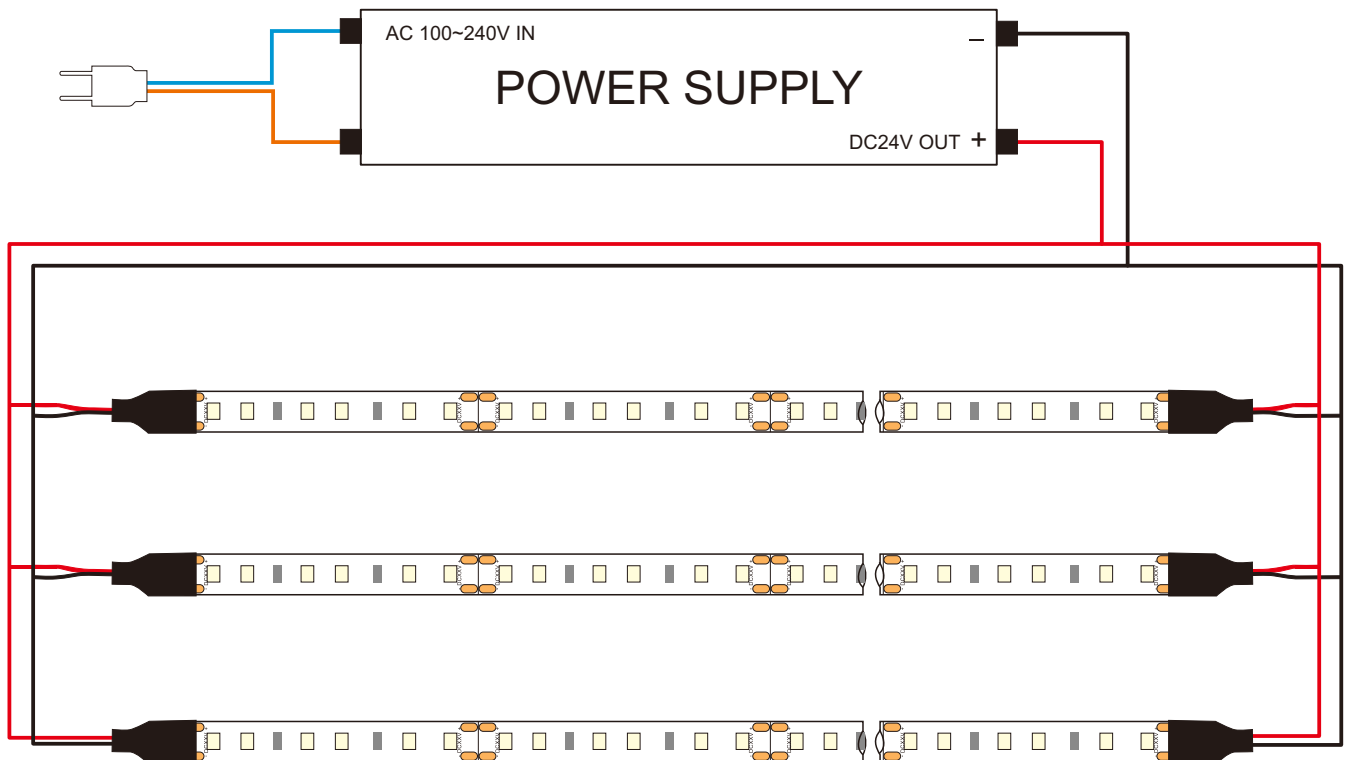 AC 100~240V IN
–
POWER SUPPLY
DC24V OUT +